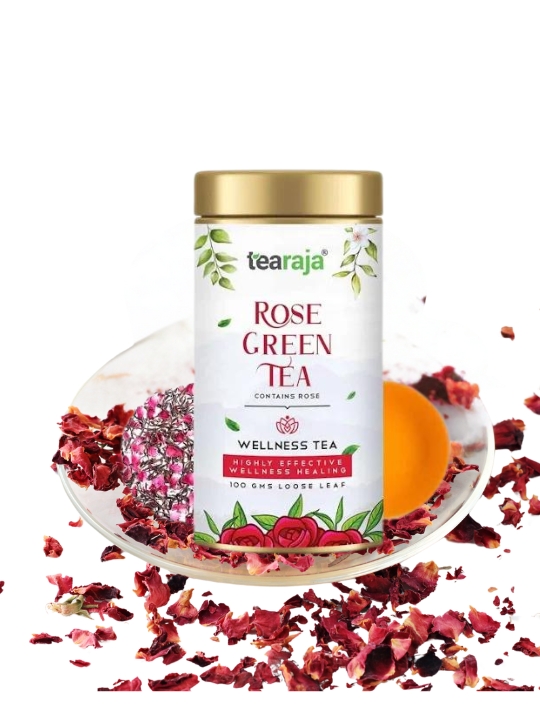 tearaja®
ROSE
GREEN
TEA
CONTAINS ROSE
WELLNESS TEA
HIGHLY EFFECTIVE
WELLNESS HEALING
100 GMS LOOSE LEAF